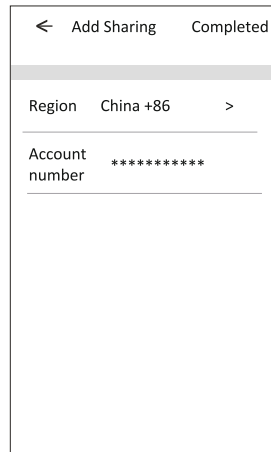 ← Add Sharing Completed
Region China +86 >
Account
number ***********